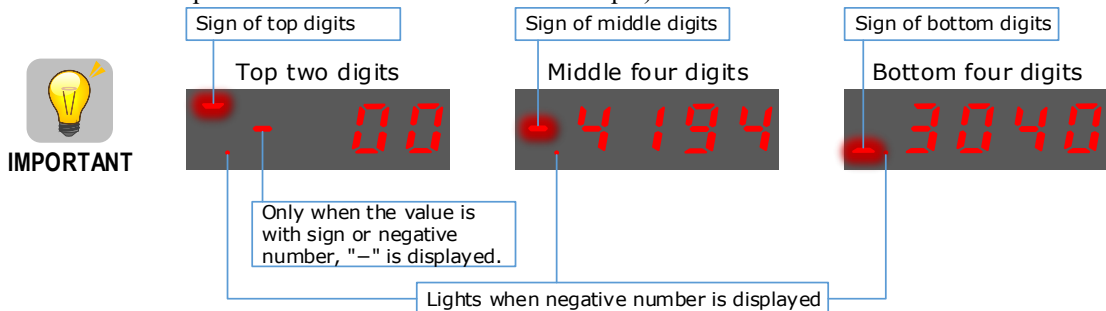 Sign of top digits
Sign of middle digits
Sign of bottom digits
Top two digits
Middle four digits
Bottom four digits
- 00
4194
3040
IMPORTANT
Only when the value is
with sign or negative
number, "−" is displayed.
Lights when negative number is displayed